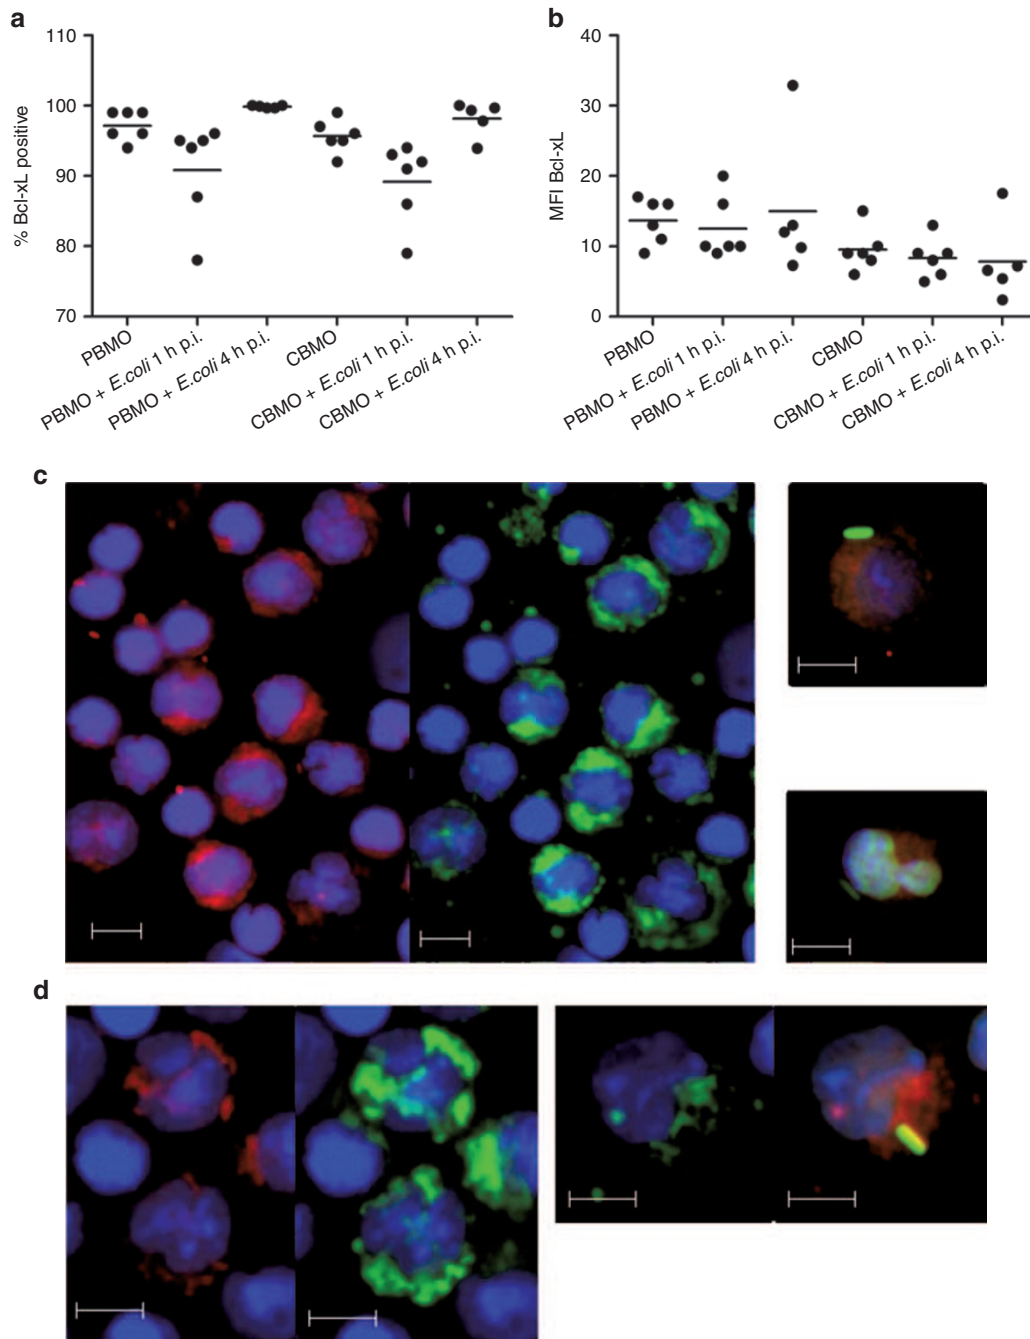 a
110
100
90
80
70
% Bcl-xL positive
PBMO
PBMO + E.coli 1 h p.i.
PBMO + E.coli 4 h p.i.
CBMO
CBMO + E.coli 1 h p.i.
CBMO + E.coli 4 h p.i.
b
40
30
20
10
0
MFI Bcl-xL
PBMO
PBMO + E.coli 1 h p.i.
PBMO + E.coli 4 h p.i.
CBMO
CBMO + E.coli 1 h p.i.
CBMO + E.coli 4 h p.i.
c
d